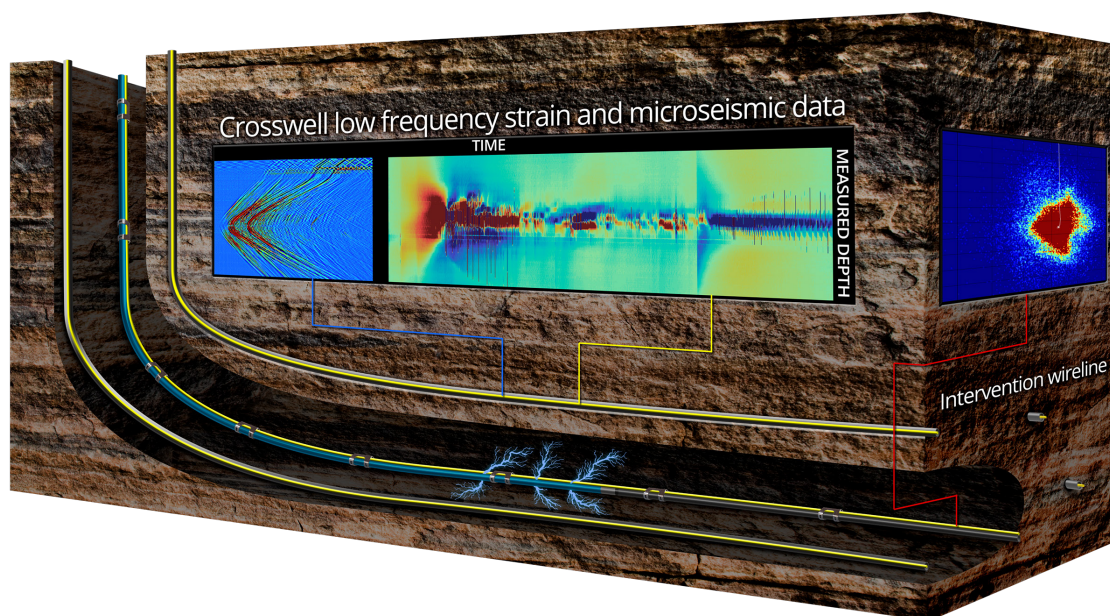 Crosswell low frequency strain and microseismic data
TIME
MEASURED DEPTH
Intervention wireline